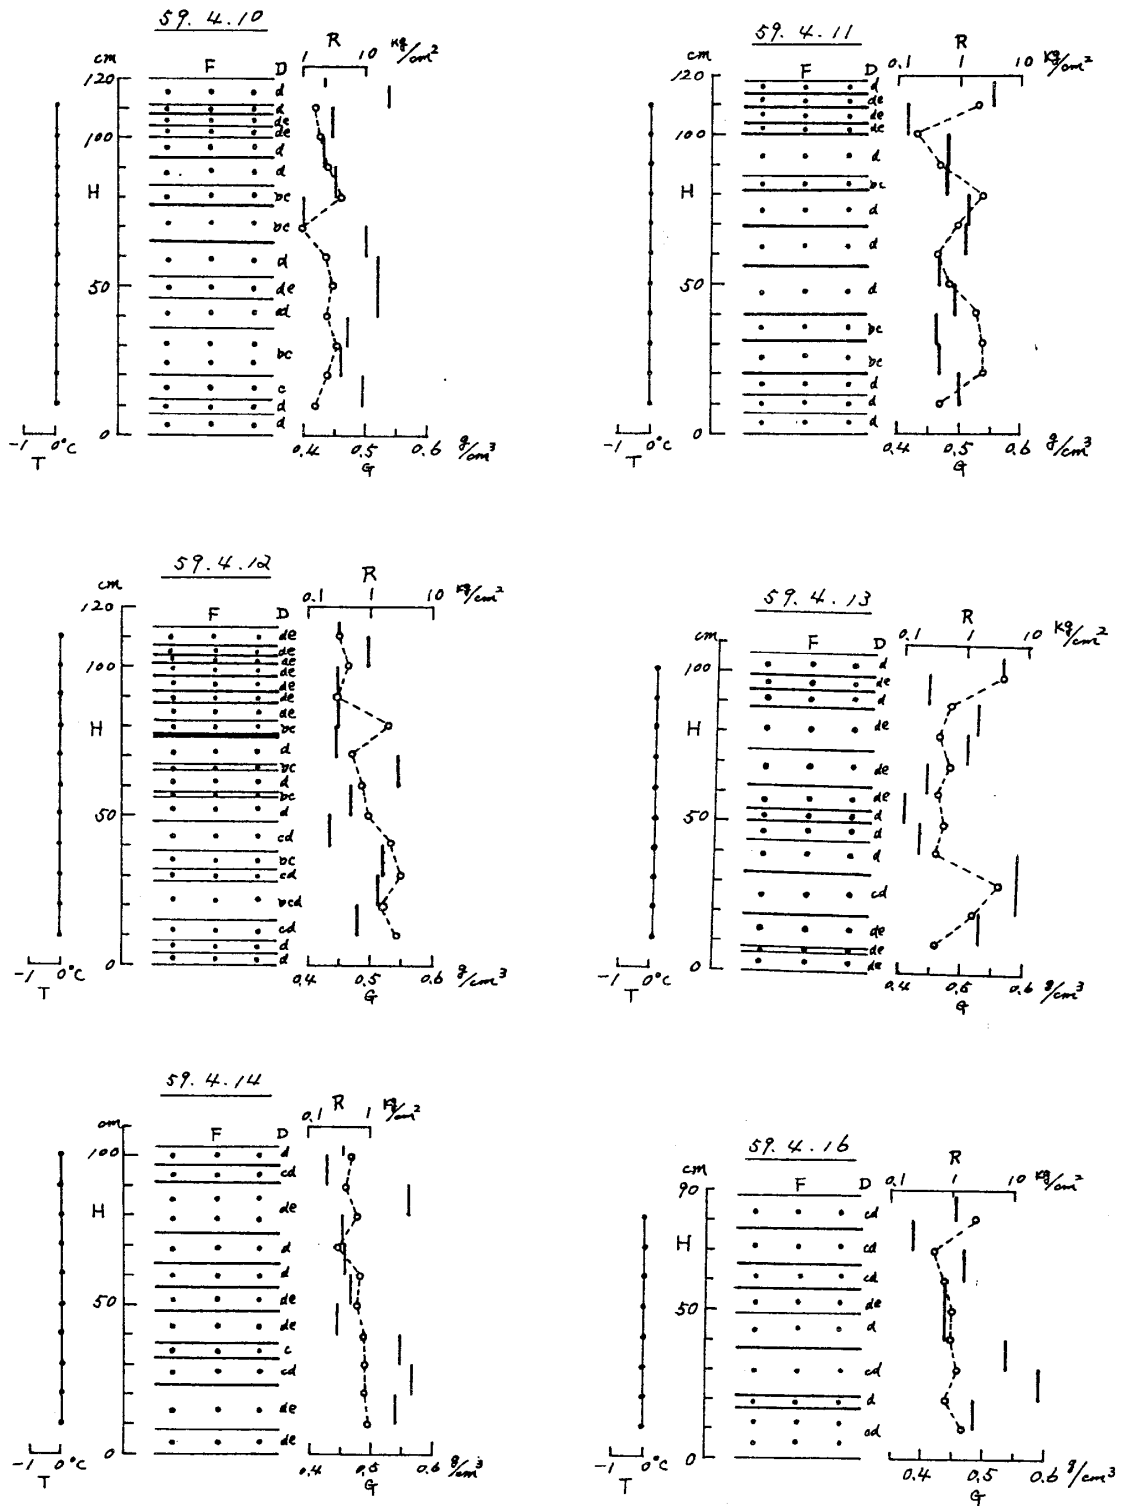 59. 4. 10
R
cm F D 1 10 kg/cm²
120
d
d
de
100 de
d
d
H bc
bc
d
50 de
cd
bc
c
d
0 d
-1 0°C 0.4 0.5 0.6 g/cm³
T G
59. 4. 11
R
cm F D 0.1 1 10 kg/cm²
120 d
de
de
100 de
d
H bc
d
d
50 d
bc
bc
d
d
0 d
-1 0°C 0.4 0.5 0.6 g/cm³
T G
59. 4. 12
R
cm 0.1 1 10 kg/cm²
120 F D
de
de
100 de
de
de
de
de
H bc
d
bc
d
bc
50 d
cd
bc
cd
bcd
cd
d
0 d
-1 0°C 0.4 0.5 0.6 g/cm³
T G
59. 4. 13
R
cm F D 0.1 1 10 kg/cm²
100 d
de
d
H de
de
de
50 d
d
d
cd
de
de
0 de
-1 0°C 0.4 0.5 0.6 g/cm³
T G
59. 4. 14
cm 0.1 R 1 kg/cm²
F D
100 d
cd
H de
d
d
50 de
de
c
cd
de
0 de
-1 0°C 0.4 0.5 0.6 g/cm³
T G
59. 4. 16
R
cm F D 0.1 1 10 kg/cm²
90
cd
H cd
cd
50 de
d
cd
d
0 cd
-1 0°C 0.4 0.5 0.6 g/cm³
T G